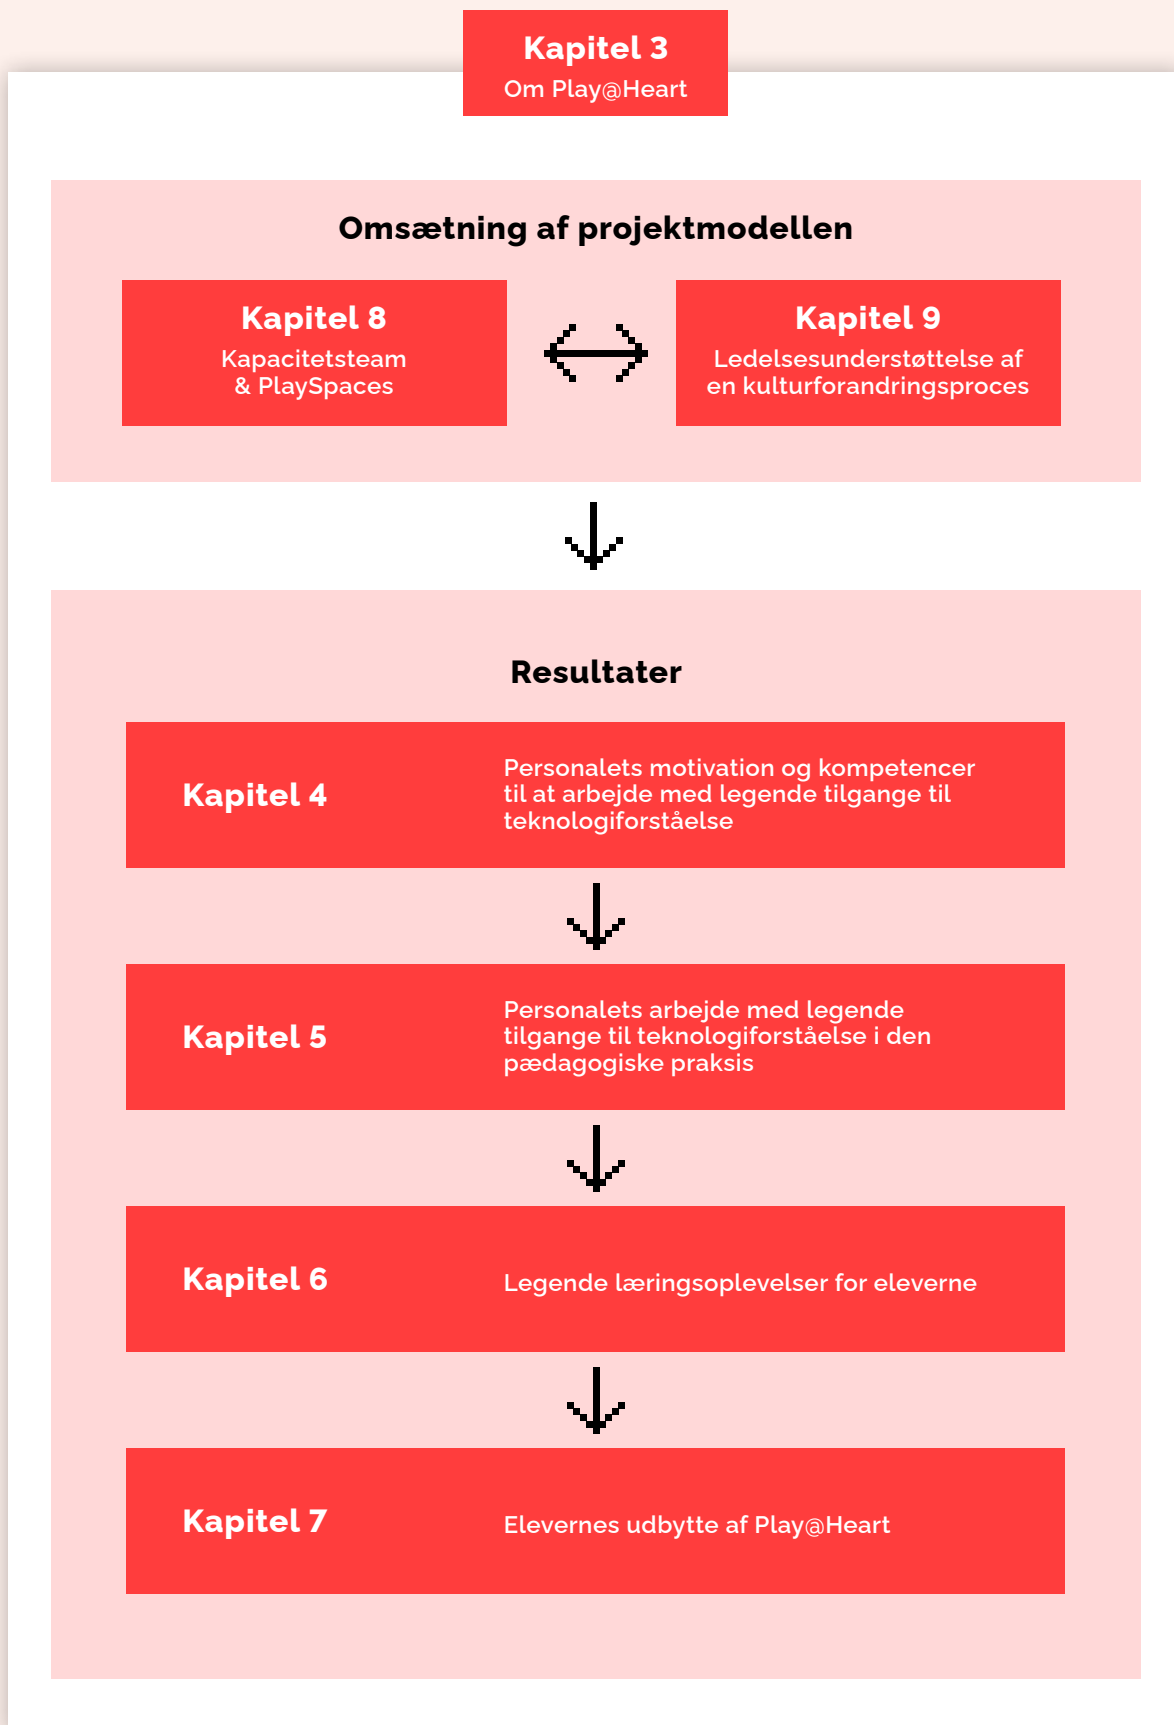 Kapitel 3
Om Play@Heart
Omsætning af projektmodellen
Kapitel 8
Kapacitetsteam
& PlaySpaces
Kapitel 9
Ledelsesunderstøttelse af
en kulturforandringsproces
Resultater
Kapitel 4
Personalets motivation og kompetencer
til at arbejde med legende tilgange til
teknologiforståelse
Kapitel 5
Personalets arbejde med legende
tilgange til teknologiforståelse i den
pædagogiske praksis
Kapitel 6
Legende læringsoplevelser for eleverne
Kapitel 7
Elevernes udbytte af Play@Heart